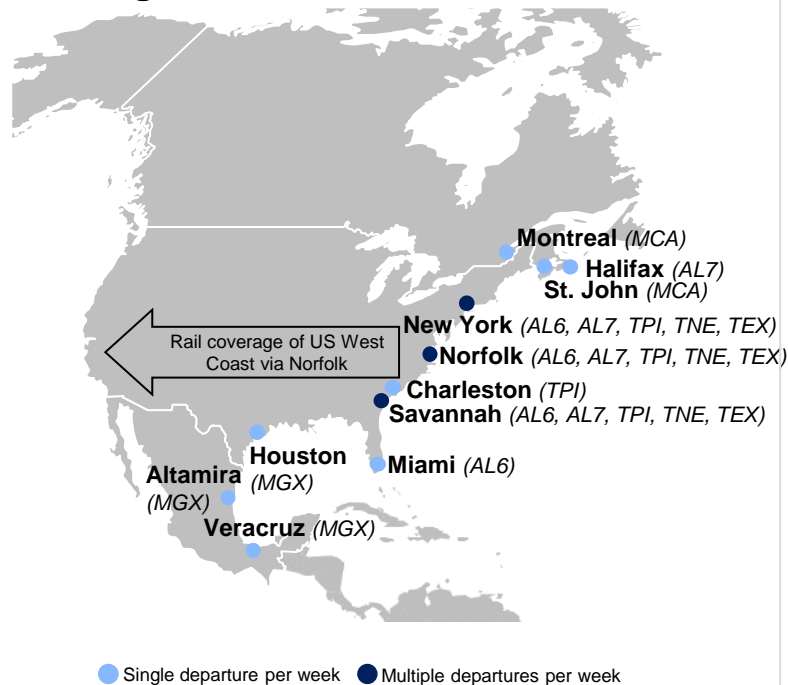 Montreal (MCA)
Halifax (AL7)
St. John (MCA)
New York (AL6, AL7, TPI, TNE, TEX)
Rail coverage of US West
Coast via Norfolk
Norfolk (AL6, AL7, TPI, TNE, TEX)
Charleston (TPI)
Savannah (AL6, AL7, TPI, TNE, TEX)
Houston
(MGX)
Miami (AL6)
Altamira
(MGX)
Veracruz (MGX)
Single departure per week
Multiple departures per week